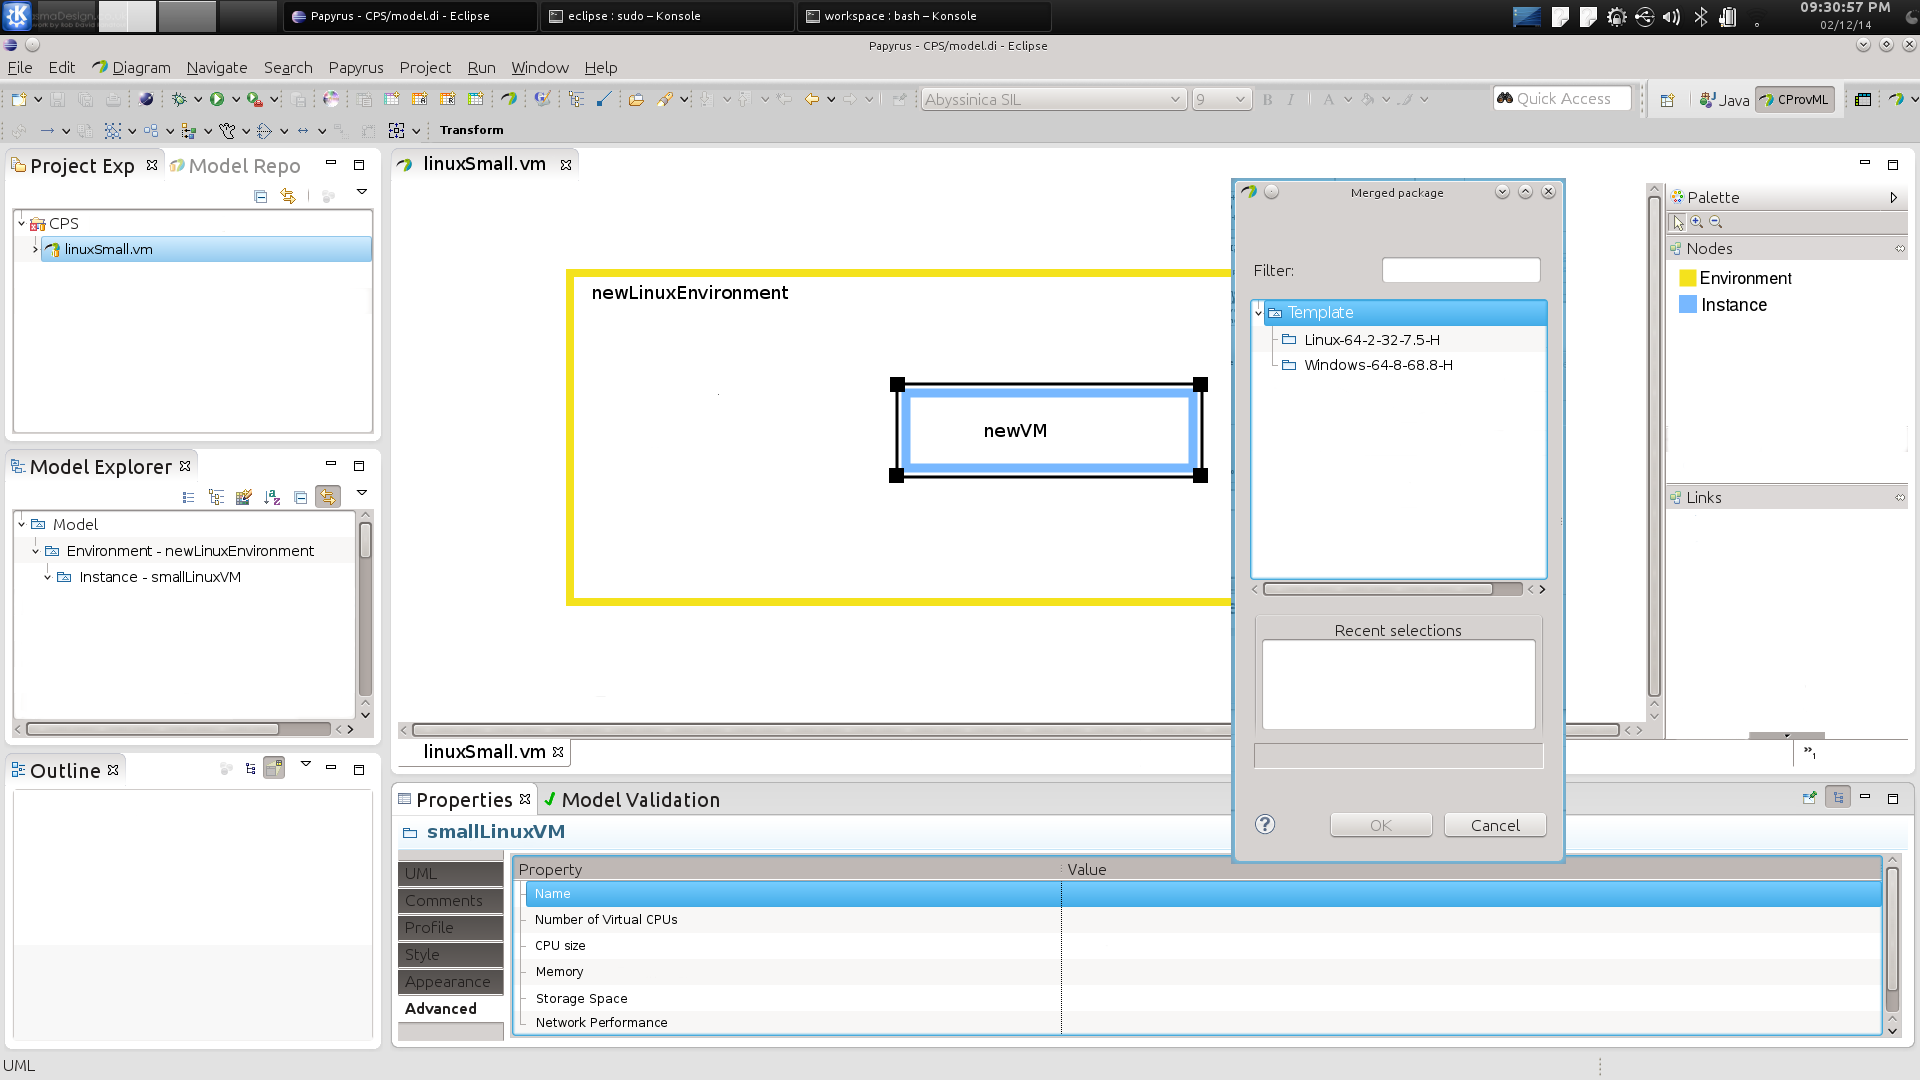 Papyrus - CPS/model.di - Eclipse
eclipse : sudo – Konsole
workspace : bash – Konsole
09:30:57 PM
02/12/14
Papyrus - CPS/model.di - Eclipse
File Edit Diagram Navigate Search Papyrus Project Run Window Help
Abyssinica SIL
9
B I A
Quick Access
Java
CProvML
Transform
Project Exp
Model Repo
CPS
linuxSmall.vm
Model Explorer
Model
Environment - newLinuxEnvironment
Instance - smallLinuxVM
Outline
linuxSmall.vm
newLinuxEnvironment
newVM
linuxSmall.vm
Merged package
Filter:
Template
Linux-64-2-32-7.5-H
Windows-64-8-68.8-H
Recent selections
OK
Cancel
Palette
Nodes
Environment
Instance
Links
Properties
Model Validation
smallLinuxVM
UML
Comments
Profile
Style
Appearance
Advanced
Property
Value
Name
Number of Virtual CPUs
CPU size
Memory
Storage Space
Network Performance
UML